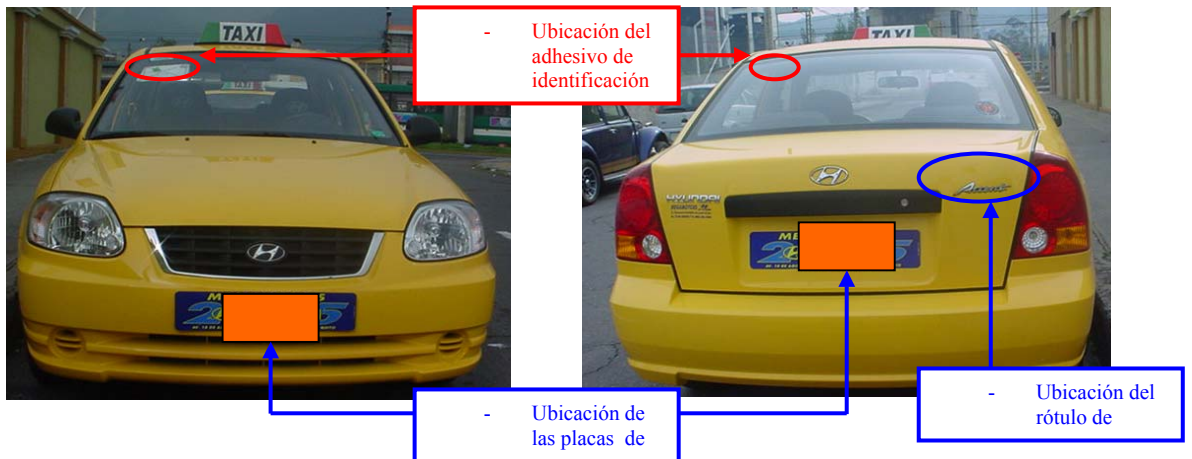 TAXI
- Ubicación del
adhesivo de
identificación
TAXI
HYUNDAI
Accent
- Ubicación de
las placas de
- Ubicación del
rótulo de